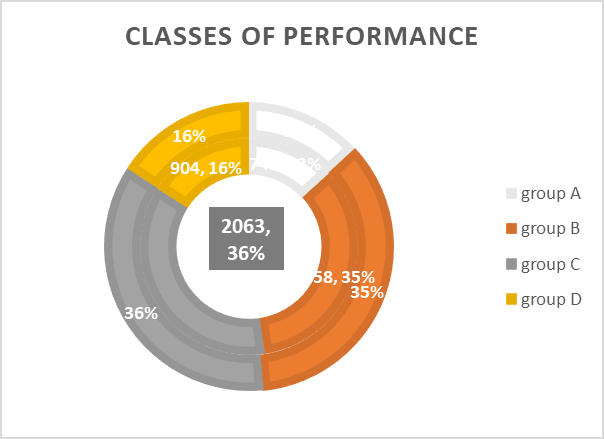 CLASSES OF PERFORMANCE
16%
904, 16%
2063,
36%
58, 35%
35%
36%
group A
group B
group C
group D